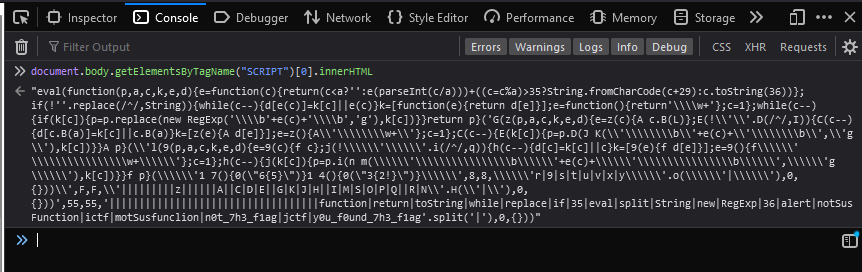 Inspector Console Debugger Network Style Editor Performance Memory Storage >>
Filter Output Errors Warnings Logs Info Debug CSS XHR Requests
>> document.body.getElementsByTagName("SCRIPT")[0].innerHTML
"eval(function(p,a,c,k,e,d){e=function(c){return(c<a?'':e(parseInt(c/a)))+((c=c%a)>35?String.fromCharCode(c+29):c.toString(36))};
if(!''.replace(/^/,String)){while(c--){d[e(c)]=k[c]||e(c)}k=[function(e){return d[e]}];e=function(){return'\\\\w+'};c=1};while(c--)
{if(k[c]){p=p.replace(new RegExp('\\\\b'+e(c)+'\\\\b','g'),k[c])}}return p}('G(z(p,a,c,k,e,d){e=z(c){A c.B(L)};E(!\\'\\'.D(/^/,I)){C(c--)
{d[c.B(a)]=k[c]||c.B(a)}k=[z(e){A d[e]}];e=z(){A\\'\\\\\\\\w+\\'};c=1};C(c--){E(k[c]){p=p.D(J K(\\'\\\\\\\\b\\'+e(c)+\\'\\\\\\\\b\\',\\'g
\\'),k[c])}}A p}(\\'1(9(p,a,c,k,e,d){e=9(c){f c};j(!\\\\\\'\\\\\\'.i(/^/,q)){h(c--){d[c]=k[c]||c}k=[9(e){f d[e]}];e=9(){f\\\\\\'
\\\\\\\\\\\\\\\\w+\\\\\\'};c=1};h(c--){j(k[c]){p=p.i(n m(\\\\\\'\\\\\\\\\\\\\\\\b\\\\\\'+e(c)+\\\\\\'\\\\\\\\\\\\\\\\b\\\\\\',\\\\\\'g
\\\\\\'),k[c])}}f p}(\\\\\\'1 7(){0(\"6{5}\")}1 4(){0(\"3{2!}\")}\\\\\\',8,8,\\\\\\'r|9|s|t|u|v|x|y\\\\\\'.o(\\\\\\'|\\\\\\'),0,
{}))\\',F,F,\\'|||||||||z||||||A||C|D|E||G|K|J|H||I|M|S|O|P|Q||R|N\\'.H(\\'|\\'),0,
{}))',55,55,'|||||||||||||||||||||||||||||||||||function|return|toString|while|replace|if|35|eval|split|String|new|RegExp|36|alert|notSus
Function|ictf|motSusfunclion|n0t_7h3_f1ag|jctf|y0u_f0und_7h3_f1ag'.split('|'),0,{}))"
>>